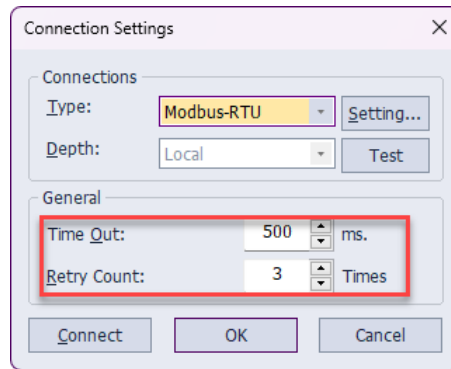 Connection Settings
Connections
Type: Modbus-RTU Setting...
Depth: Local Test
General
Time Out: 500 ms.
Retry Count: 3 Times
Connect OK Cancel